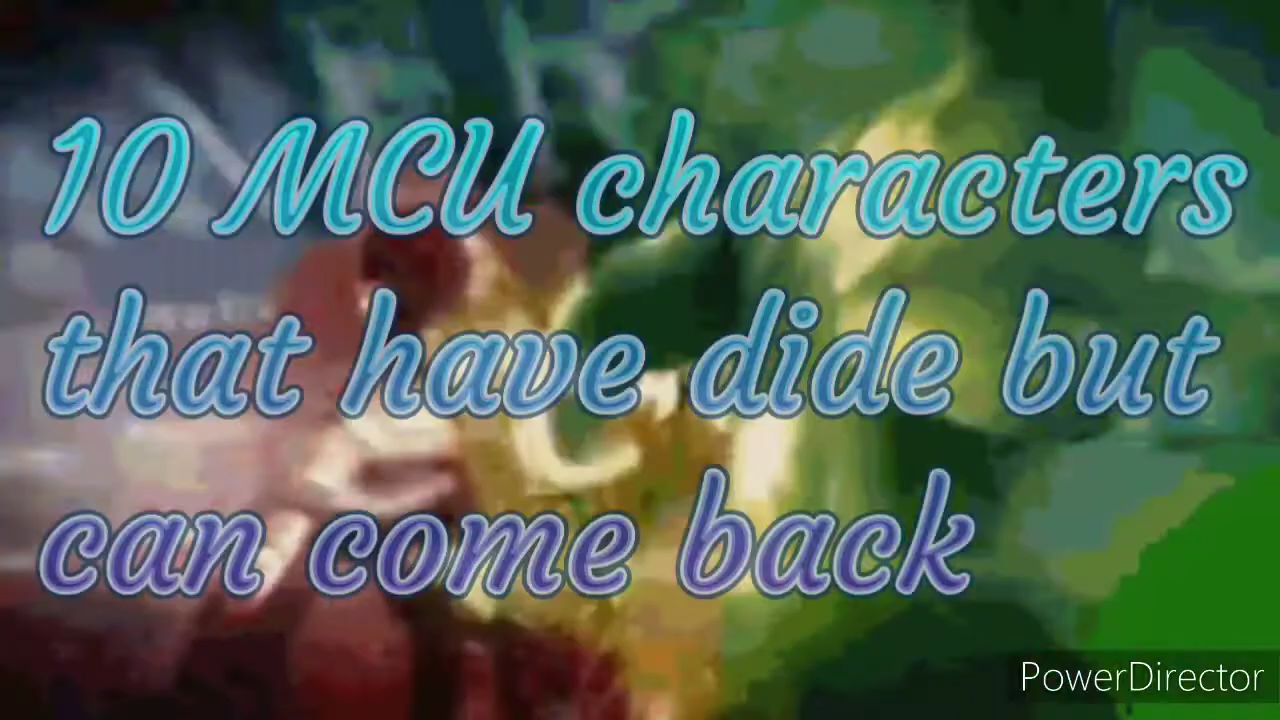 10 MCU characters
that have dide but
can come back
PowerDirector